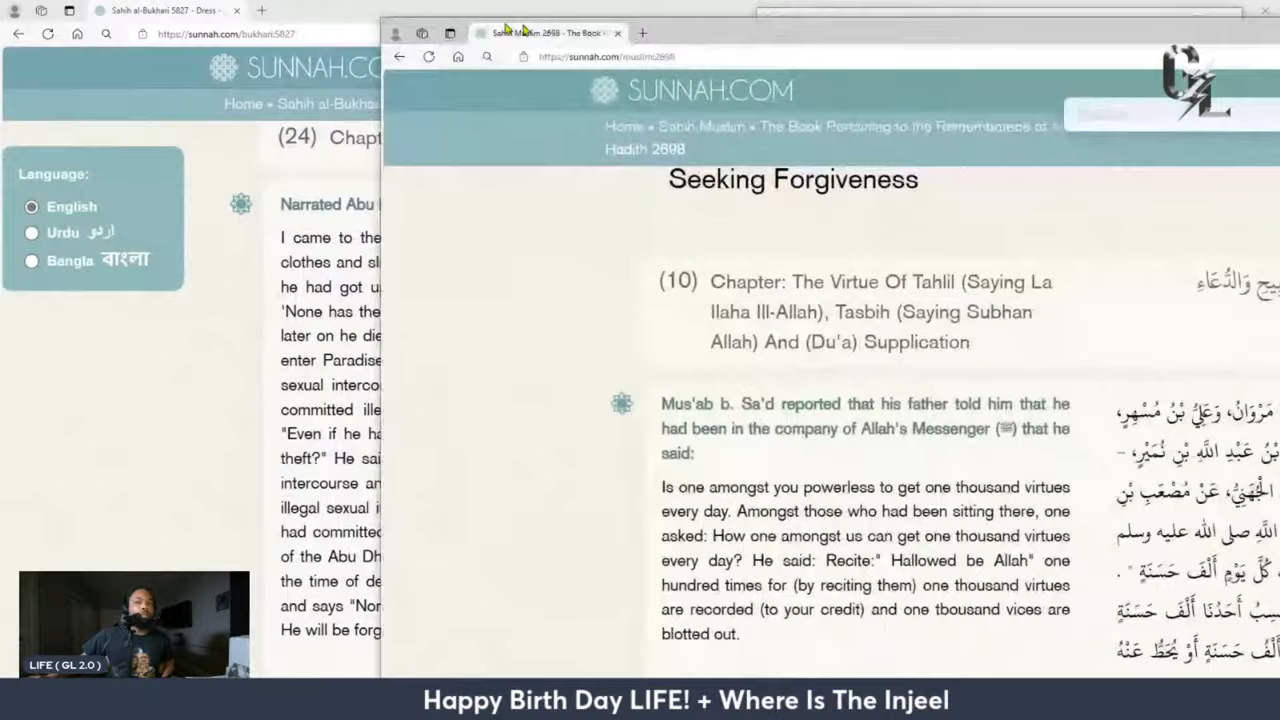 Sahih al-Bukhari 5827 - Dress -
https://sunnah.com/bukhari:5827
SUNNAH.CO
Home » Sahih al-Bukha
(24) Chapt
Language:
English
Urdu اردو
Bangla বাংলা
Narrated Abu
I came to the
clothes and sl
he had got u
'None has the
later on he die
enter Paradise
sexual interco
committed ille
"Even if he ha
theft?" He sai
intercourse an
illegal sexual i
had committed
of the Abu Dh
the time of de
and says "Nor
He will be forg
Sahih Muslim 2698 - The Book -
https://sunnah.com/muslim:2698
SUNNAH.COM
Home » Sahih Muslim » The Book Pertaining to the Remembrance of
Hadith 2698
Seeking Forgiveness
(10) Chapter: The Virtue Of Tahlil (Saying La
Ilaha Ill-Allah), Tasbih (Saying Subhan
Allah) And (Du'a) Supplication
وَالدُّعَاءِ
Mus'ab b. Sa'd reported that his father told him that he
had been in the company of Allah's Messenger (ﷺ) that he
said:
Is one amongst you powerless to get one thousand virtues
every day. Amongst those who had been sitting there, one
asked: How one amongst us can get one thousand virtues
every day? He said: Recite:" Hallowed be Allah" one
hundred times for (by reciting them) one thousand virtues
are recorded (to your credit) and one tbousand vices are
blotted out.
مَرْوَانُ، وَعَلِيُّ بْنُ مُسْهِرٍ،
بْنُ عَبْدِ اللَّهِ بْنِ نُمَيْرٍ، -
الْجُهَنِيُّ، عَنْ مُصْعَبِ بْنِ
اللَّهِ صلى الله عليه وسلم
كُلَّ يَوْمٍ أَلْفَ حَسَنَةٍ " .
أَحَدُنَا أَلْفَ حَسَنَةٍ
أَلْفُ حَسَنَةٍ أَوْ يُحَطُّ عَنْهُ
GL
LIFE ( GL 2.0 )
Happy Birth Day LIFE! + Where Is The Injeel